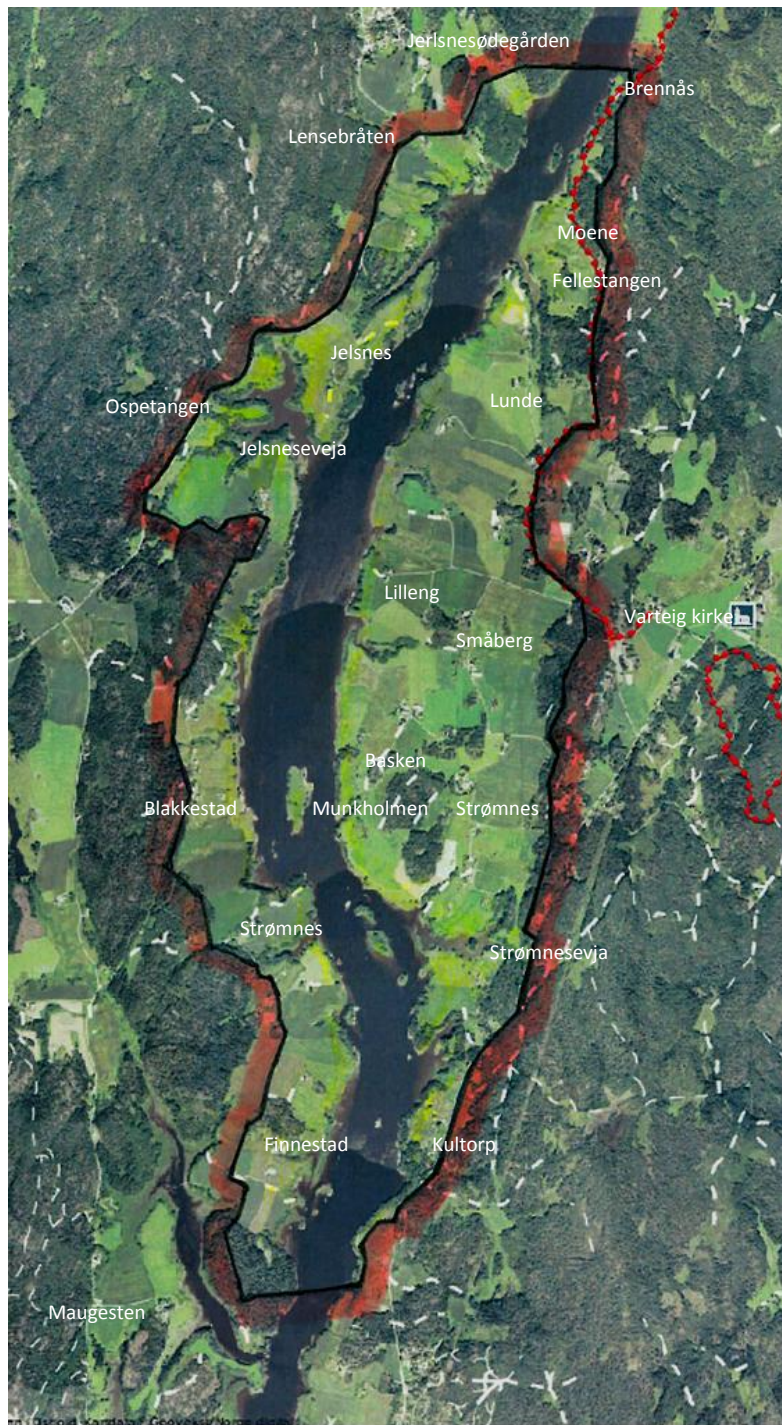 Jerlsnesødegården
Brennås
Lensebråten
Moene
Fellestangen
Jelsnes
Lunde
Ospetangen
Jelsneseveja
Lilleng
Varteig kirke
Småberg
Basken
Blakkestad
Munkholmen
Strømnes
Strømnes
Strømnesevja
Finnestad
Kultorp
Maugesten